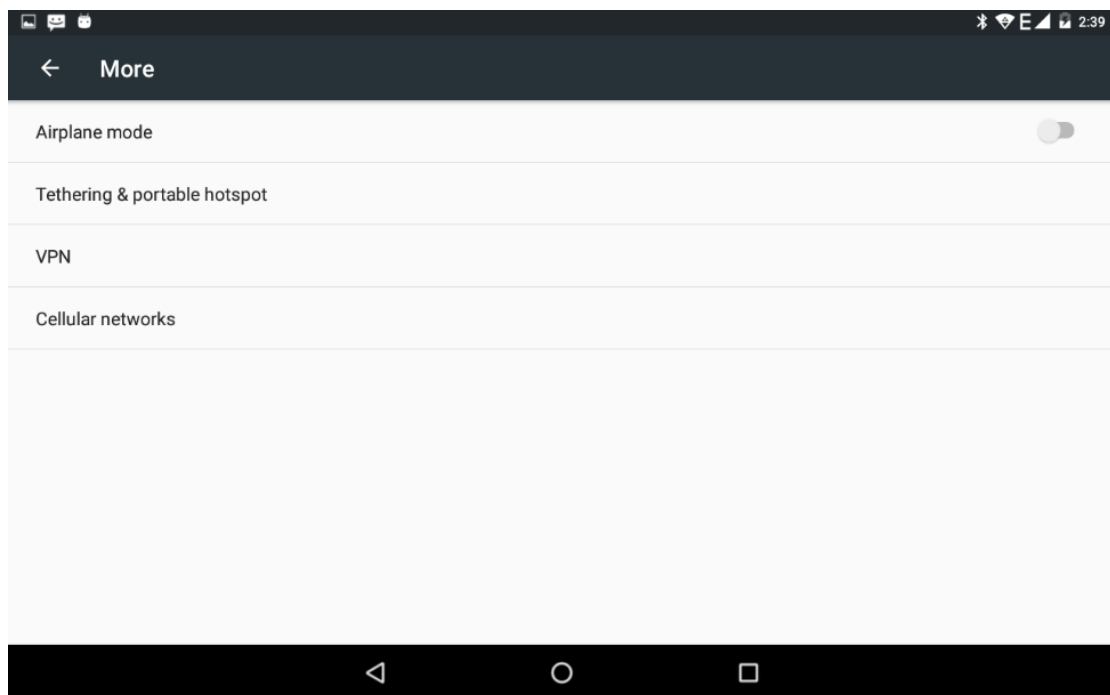 E 2:39
More
Airplane mode
Tethering & portable hotspot
VPN
Cellular networks